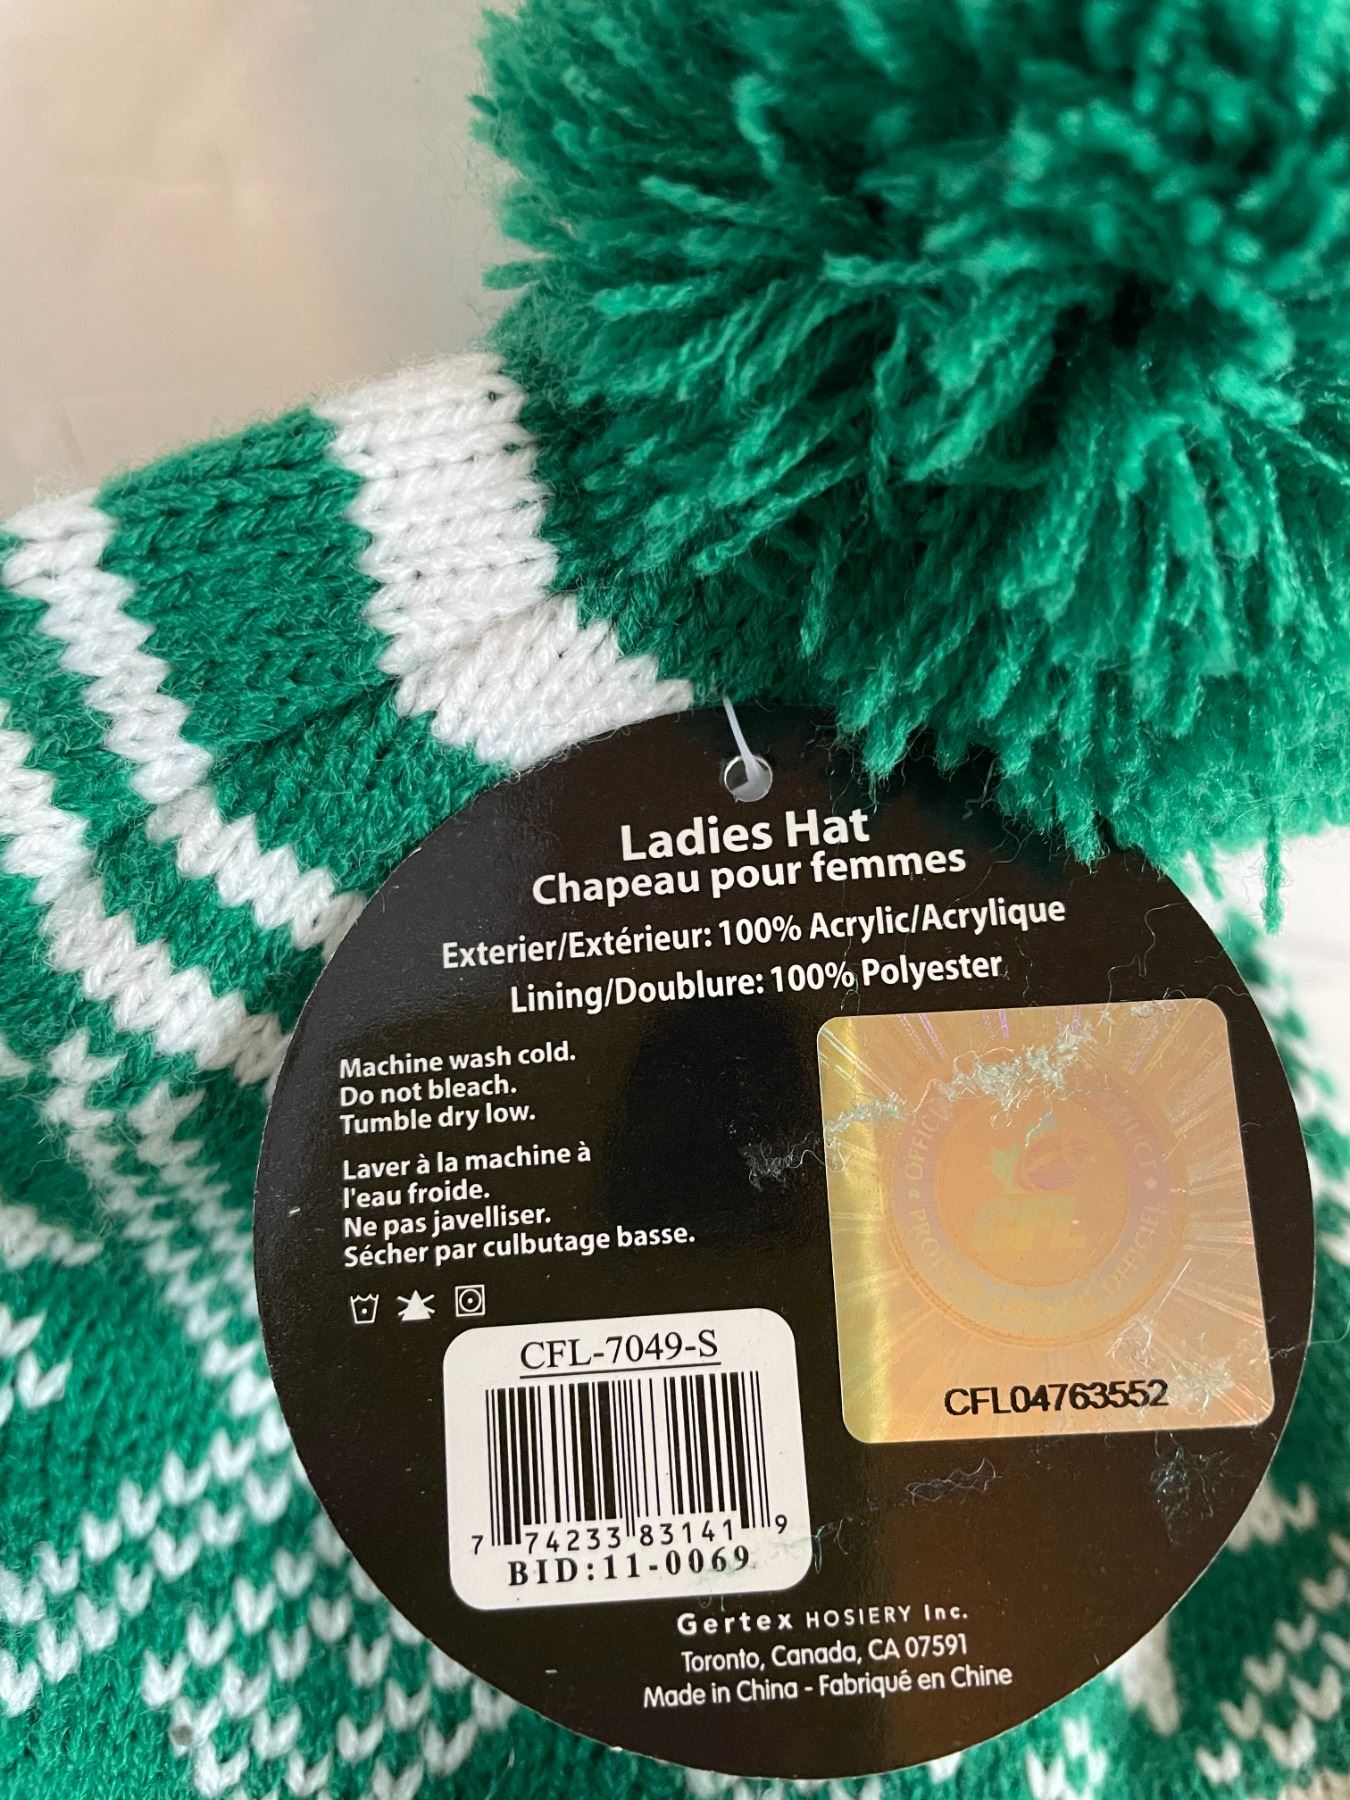 Ladies Hat
Chapeau pour femmes
Exterier/Extérieur: 100% Acrylic/Acrylique
Lining/Doublure: 100% Polyester
Machine wash cold.
Do not bleach.
Tumble dry low.
Laver à la machine à
l'eau froide.
Ne pas javelliser.
Sécher par culbutage basse.
CFL
CFL04763552
CFL-7049-S
7 74233 83141 9
BID:11-0069
Gertex HOSIERY Inc.
Toronto, Canada, CA 07591
Made in China - Fabriqué en Chine